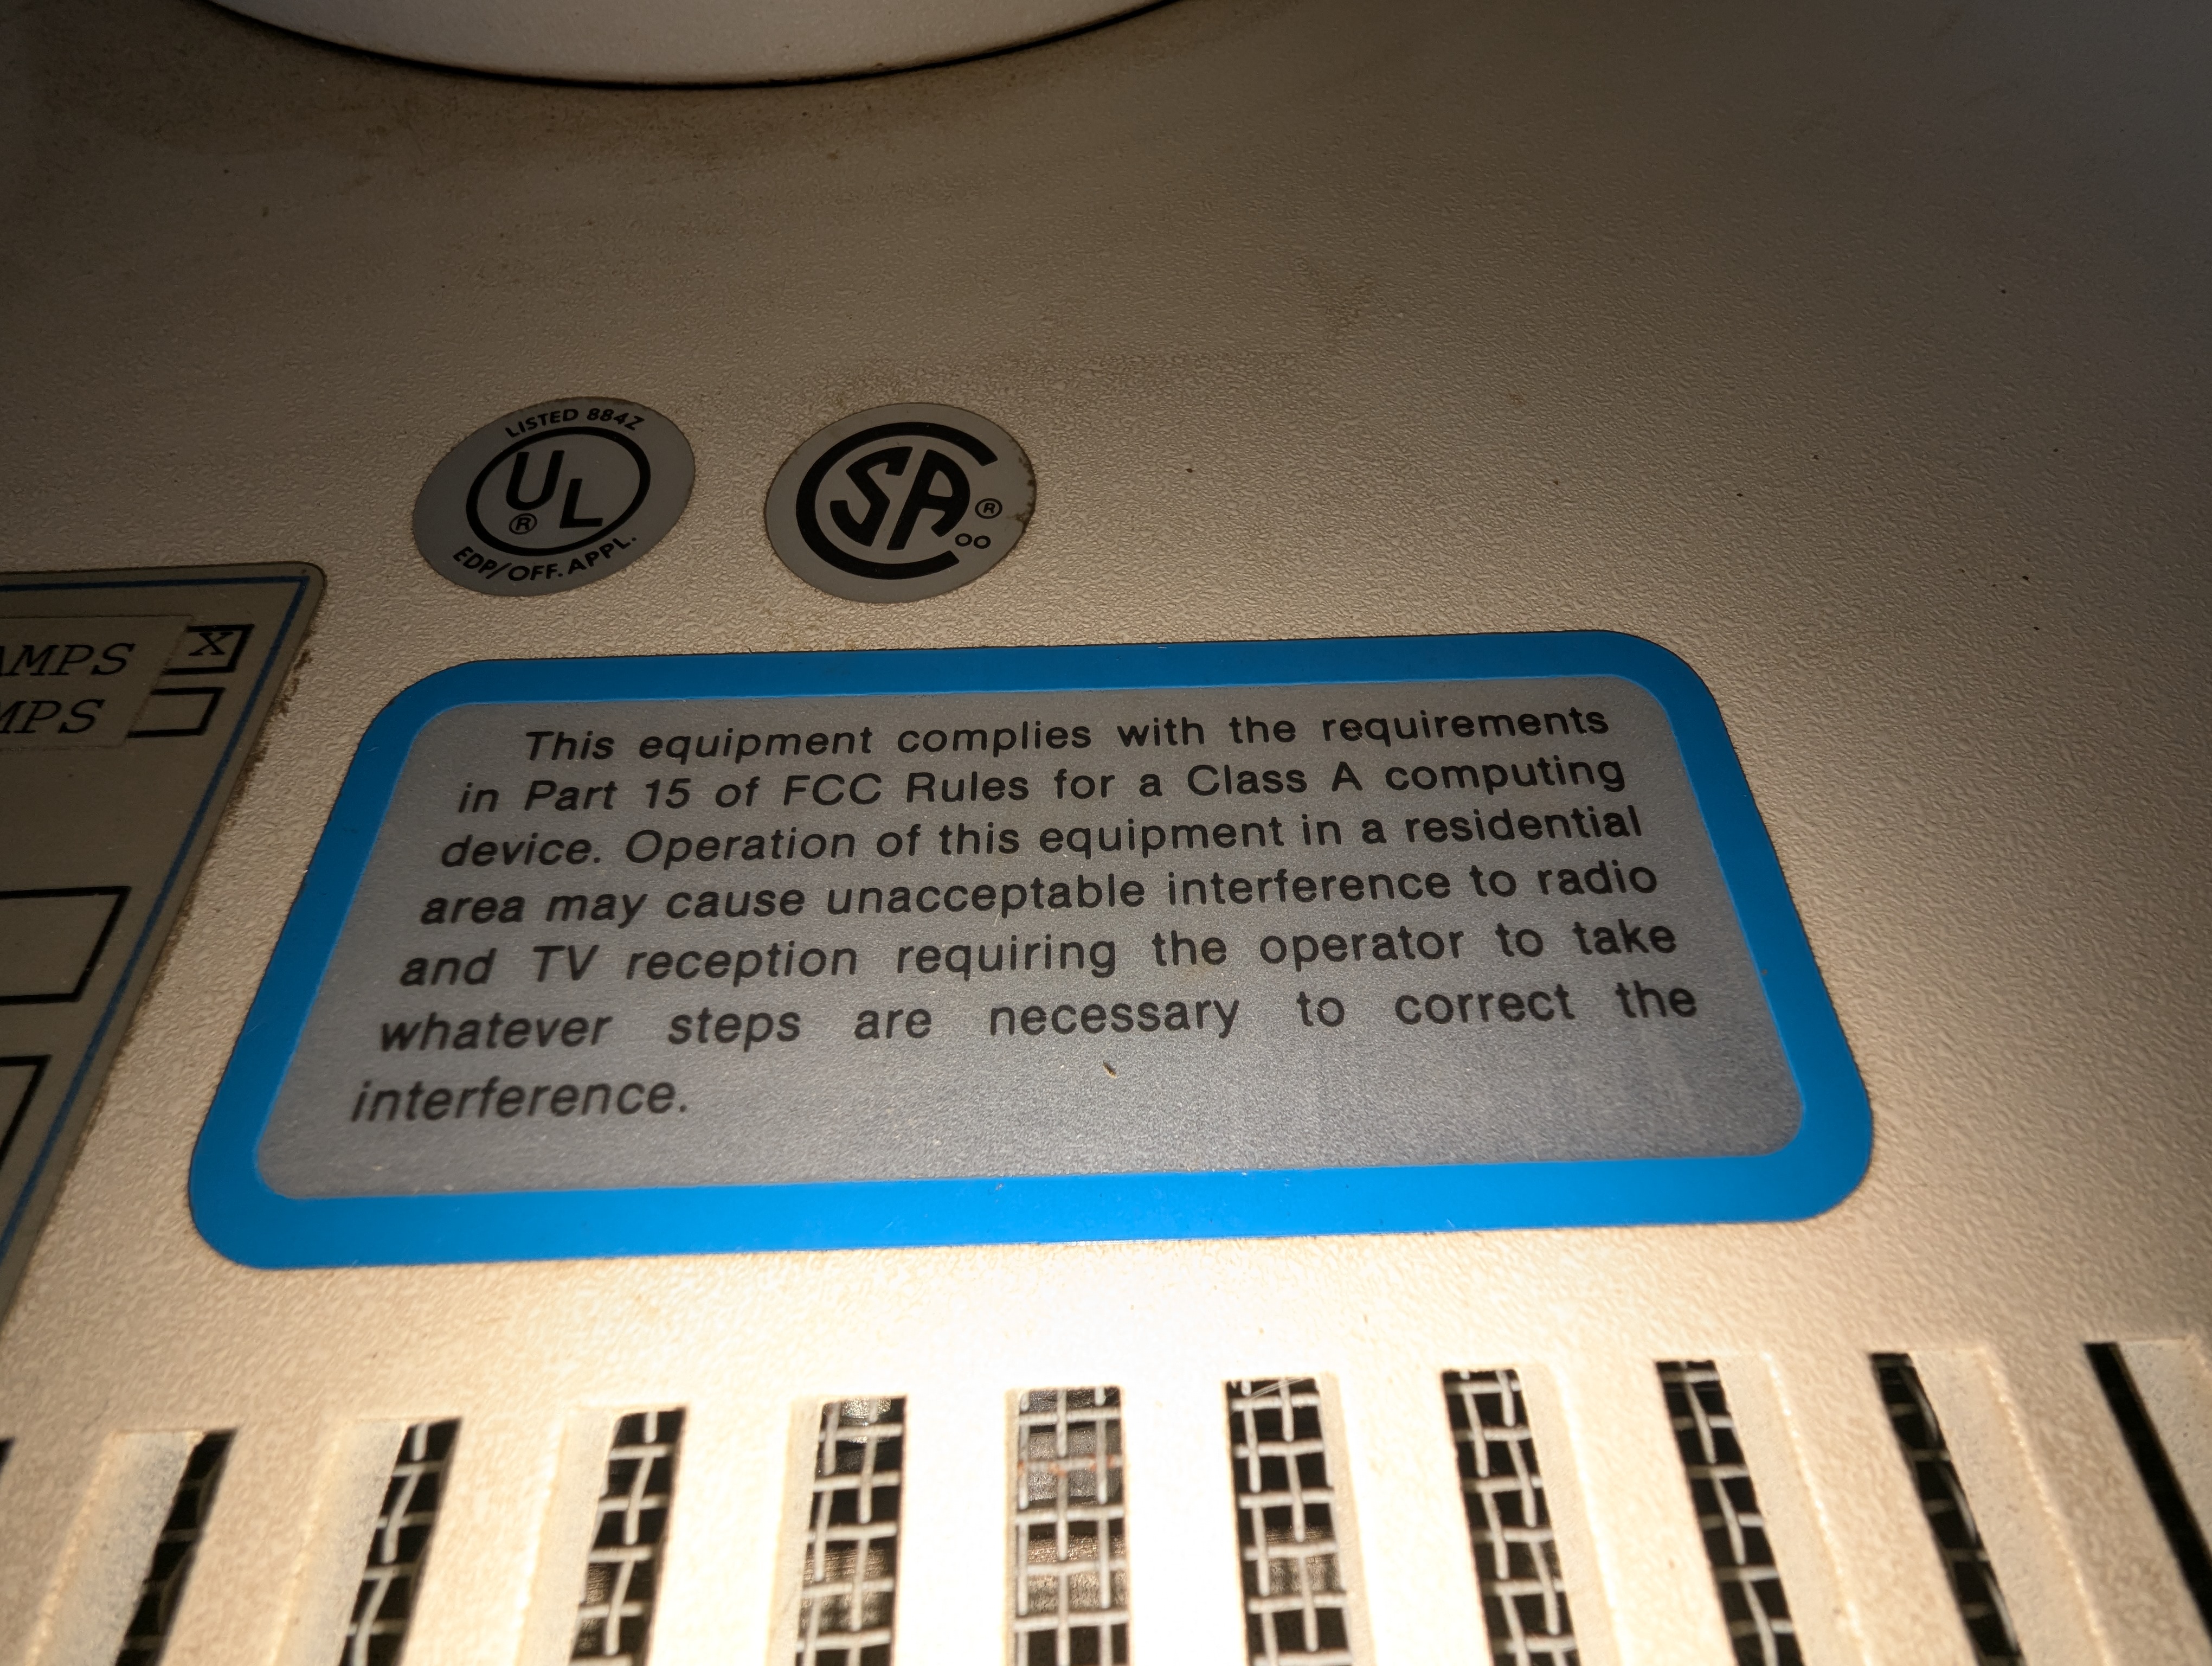 LISTED 884Z
UL
®
EDP/OFF. APPL.
CSA ®
OO
AMPS X
MPS
This equipment complies with the requirements
in Part 15 of FCC Rules for a Class A computing
device. Operation of this equipment in a residential
area may cause unacceptable interference to radio
and TV reception requiring the operator to take
whatever steps are necessary to correct the
interference.